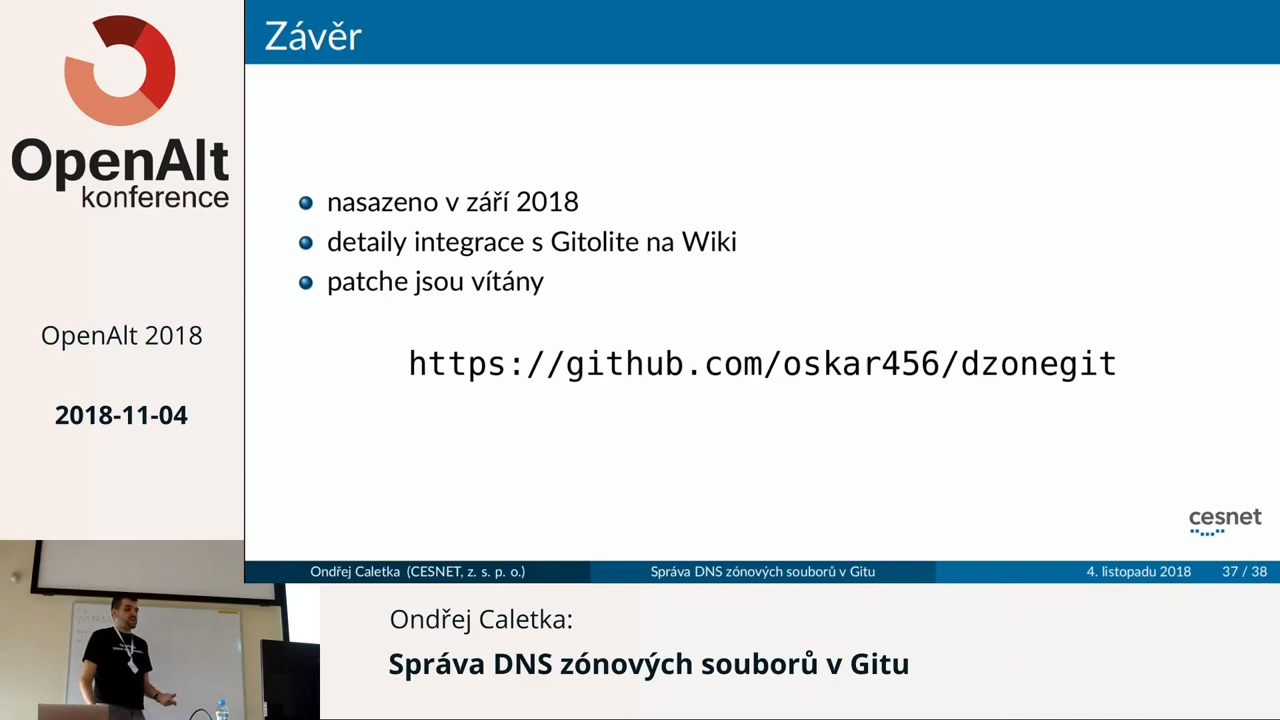 OpenAlt
konference
OpenAlt 2018
2018-11-04
Závěr
nasazeno v září 2018
detaily integrace s Gitolite na Wiki
patche jsou vítány
https://github.com/oskar456/dzonegit
cesnet
Ondřej Caletka (CESNET, z. s. p. o.)
Správa DNS zónových souborů v Gitu
4. listopadu 2018
37 / 38
Ondřej Caletka:
Správa DNS zónových souborů v Gitu